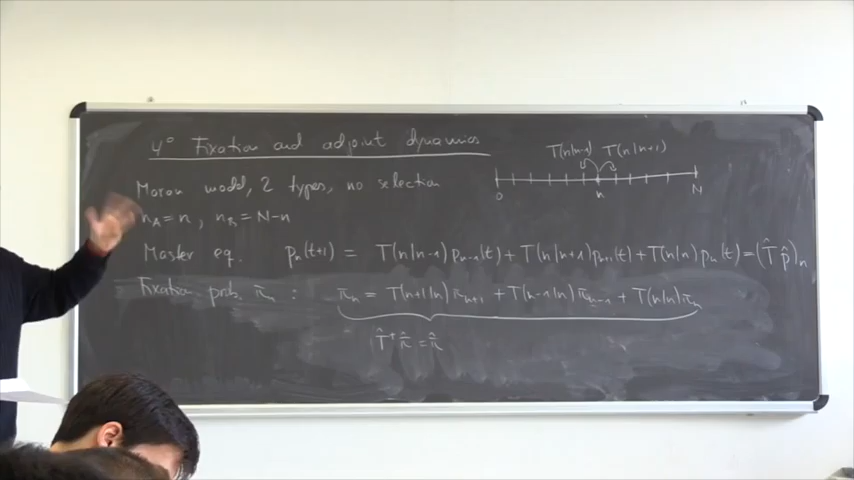 4° Fixation and adjoint dynamics
T(n|n-1) T(n|n+1)
0 n N
Moran model, 2 types, no selection
n_A = n, n_B = N-n
Master eq. p_n(t+1) = T(n|n-1)p_{n-1}(t) + T(n|n+1)p_{n+1}(t) + T(n|n)p_n(t) = (T̂p̂)_n
Fixation prob. π_n : π_n = T(n+1|n)π_{n+1} + T(n-1|n)π_{n-1} + T(n|n)π_n
T̂⁺π̂ = π̂